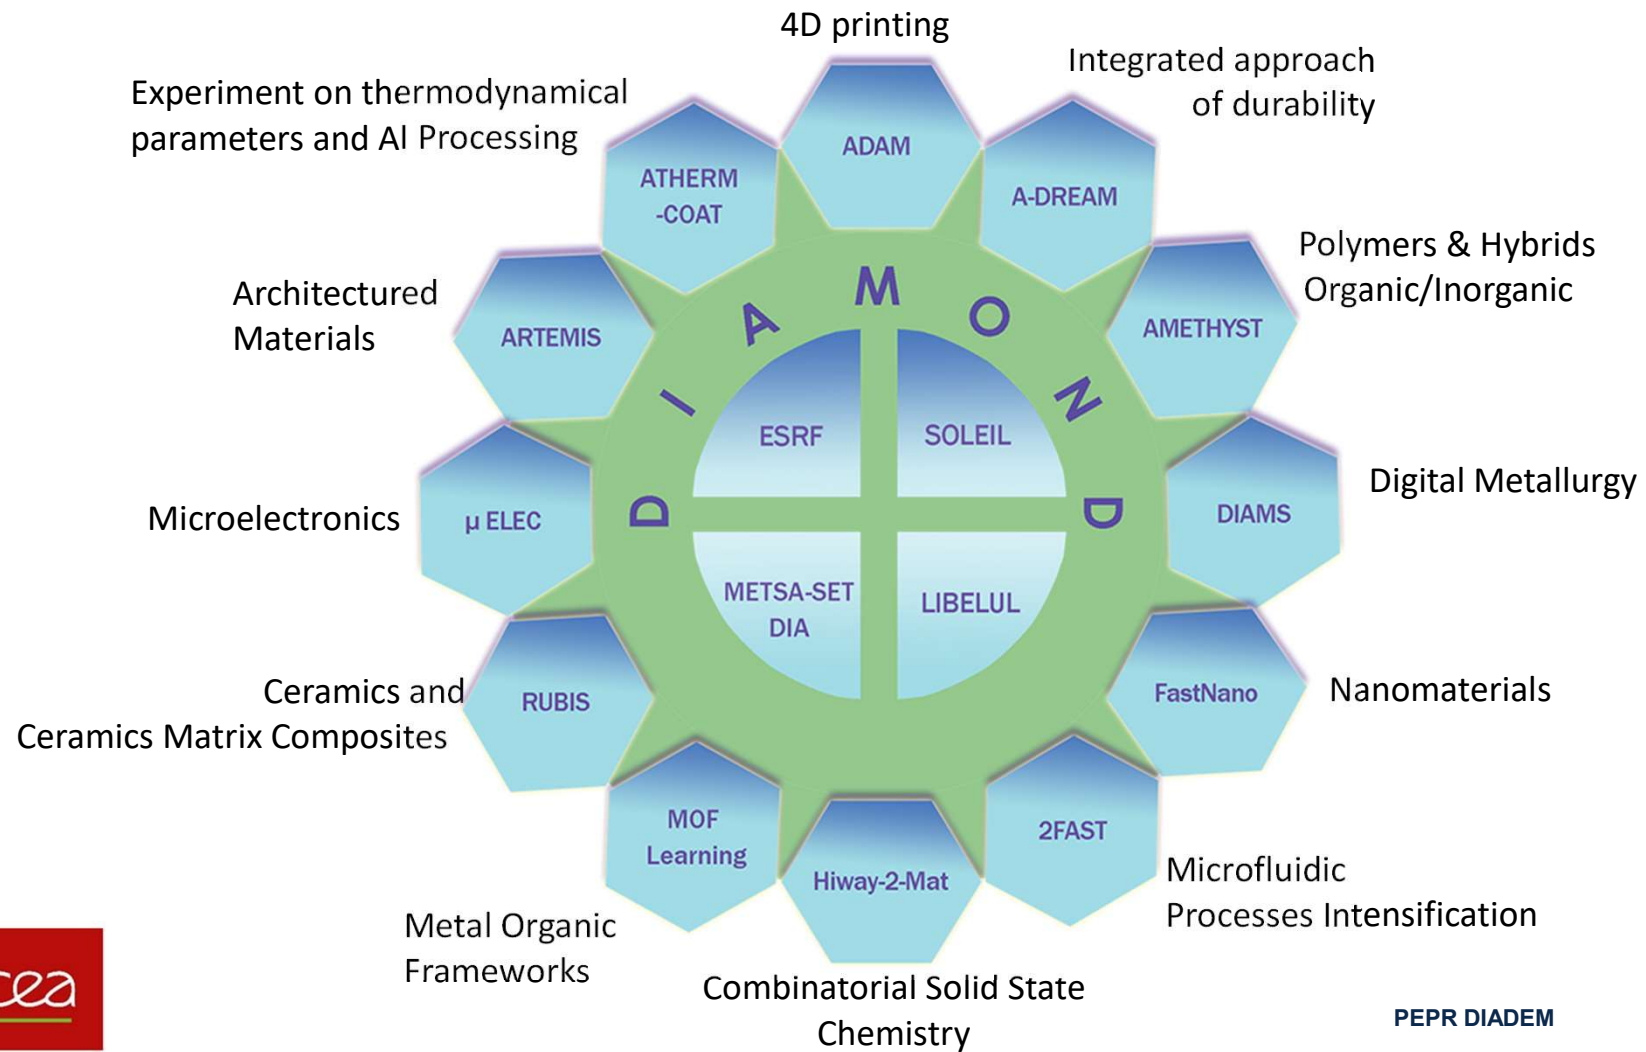 4D printing
Integrated approach
of durability
Experiment on thermodynamical
parameters and AI Processing
ADAM
ATHERM
-COAT
A-DREAM
Polymers & Hybrids
Organic/Inorganic
Architectured
Materials
ARTEMIS
AMETHYST
DIAMOND
ESRF
SOLEIL
Digital Metallurgy
Microelectronics
µ ELEC
DIAMS
METSA-SET
DIA
LIBELUL
Ceramics and
Ceramics Matrix Composites
RUBIS
FastNano
Nanomaterials
MOF
Learning
Hiway-2-Mat
2FAST
Microfluidic
Processes Intensification
Metal Organic
Frameworks
Combinatorial Solid State
Chemistry
cea
PEPR DIADEM